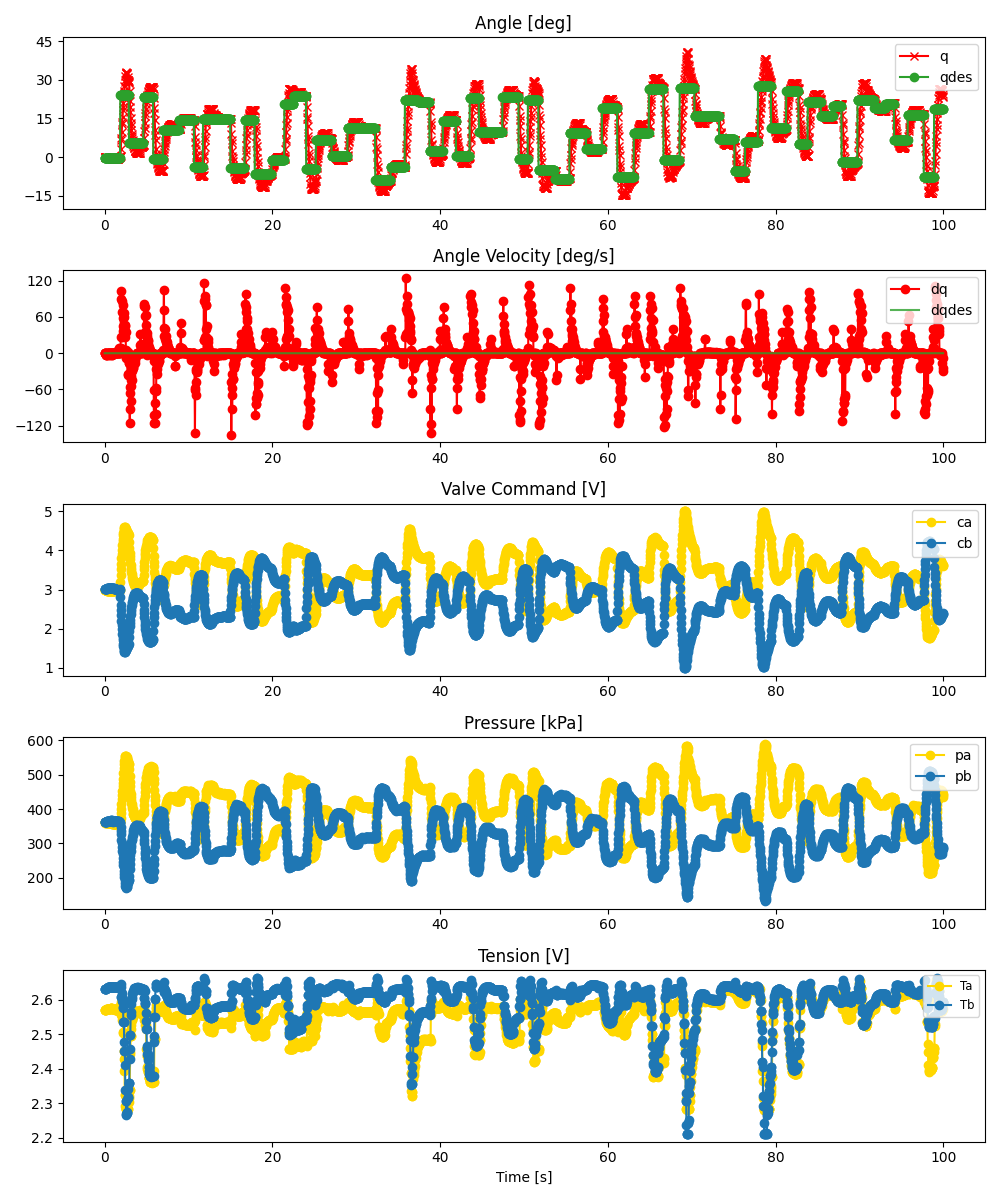 Angle [deg]
45
30
15
0
−15
q
qdes
0 20 40 60 80 100
Angle Velocity [deg/s]
120
60
0
−60
−120
dq
dqdes
0 20 40 60 80 100
Valve Command [V]
5
4
3
2
1
ca
cb
0 20 40 60 80 100
Pressure [kPa]
600
500
400
300
200
pa
pb
0 20 40 60 80 100
Tension [V]
2.6
2.5
2.4
2.3
2.2
Ta
Tb
0 20 40 60 80 100
Time [s]